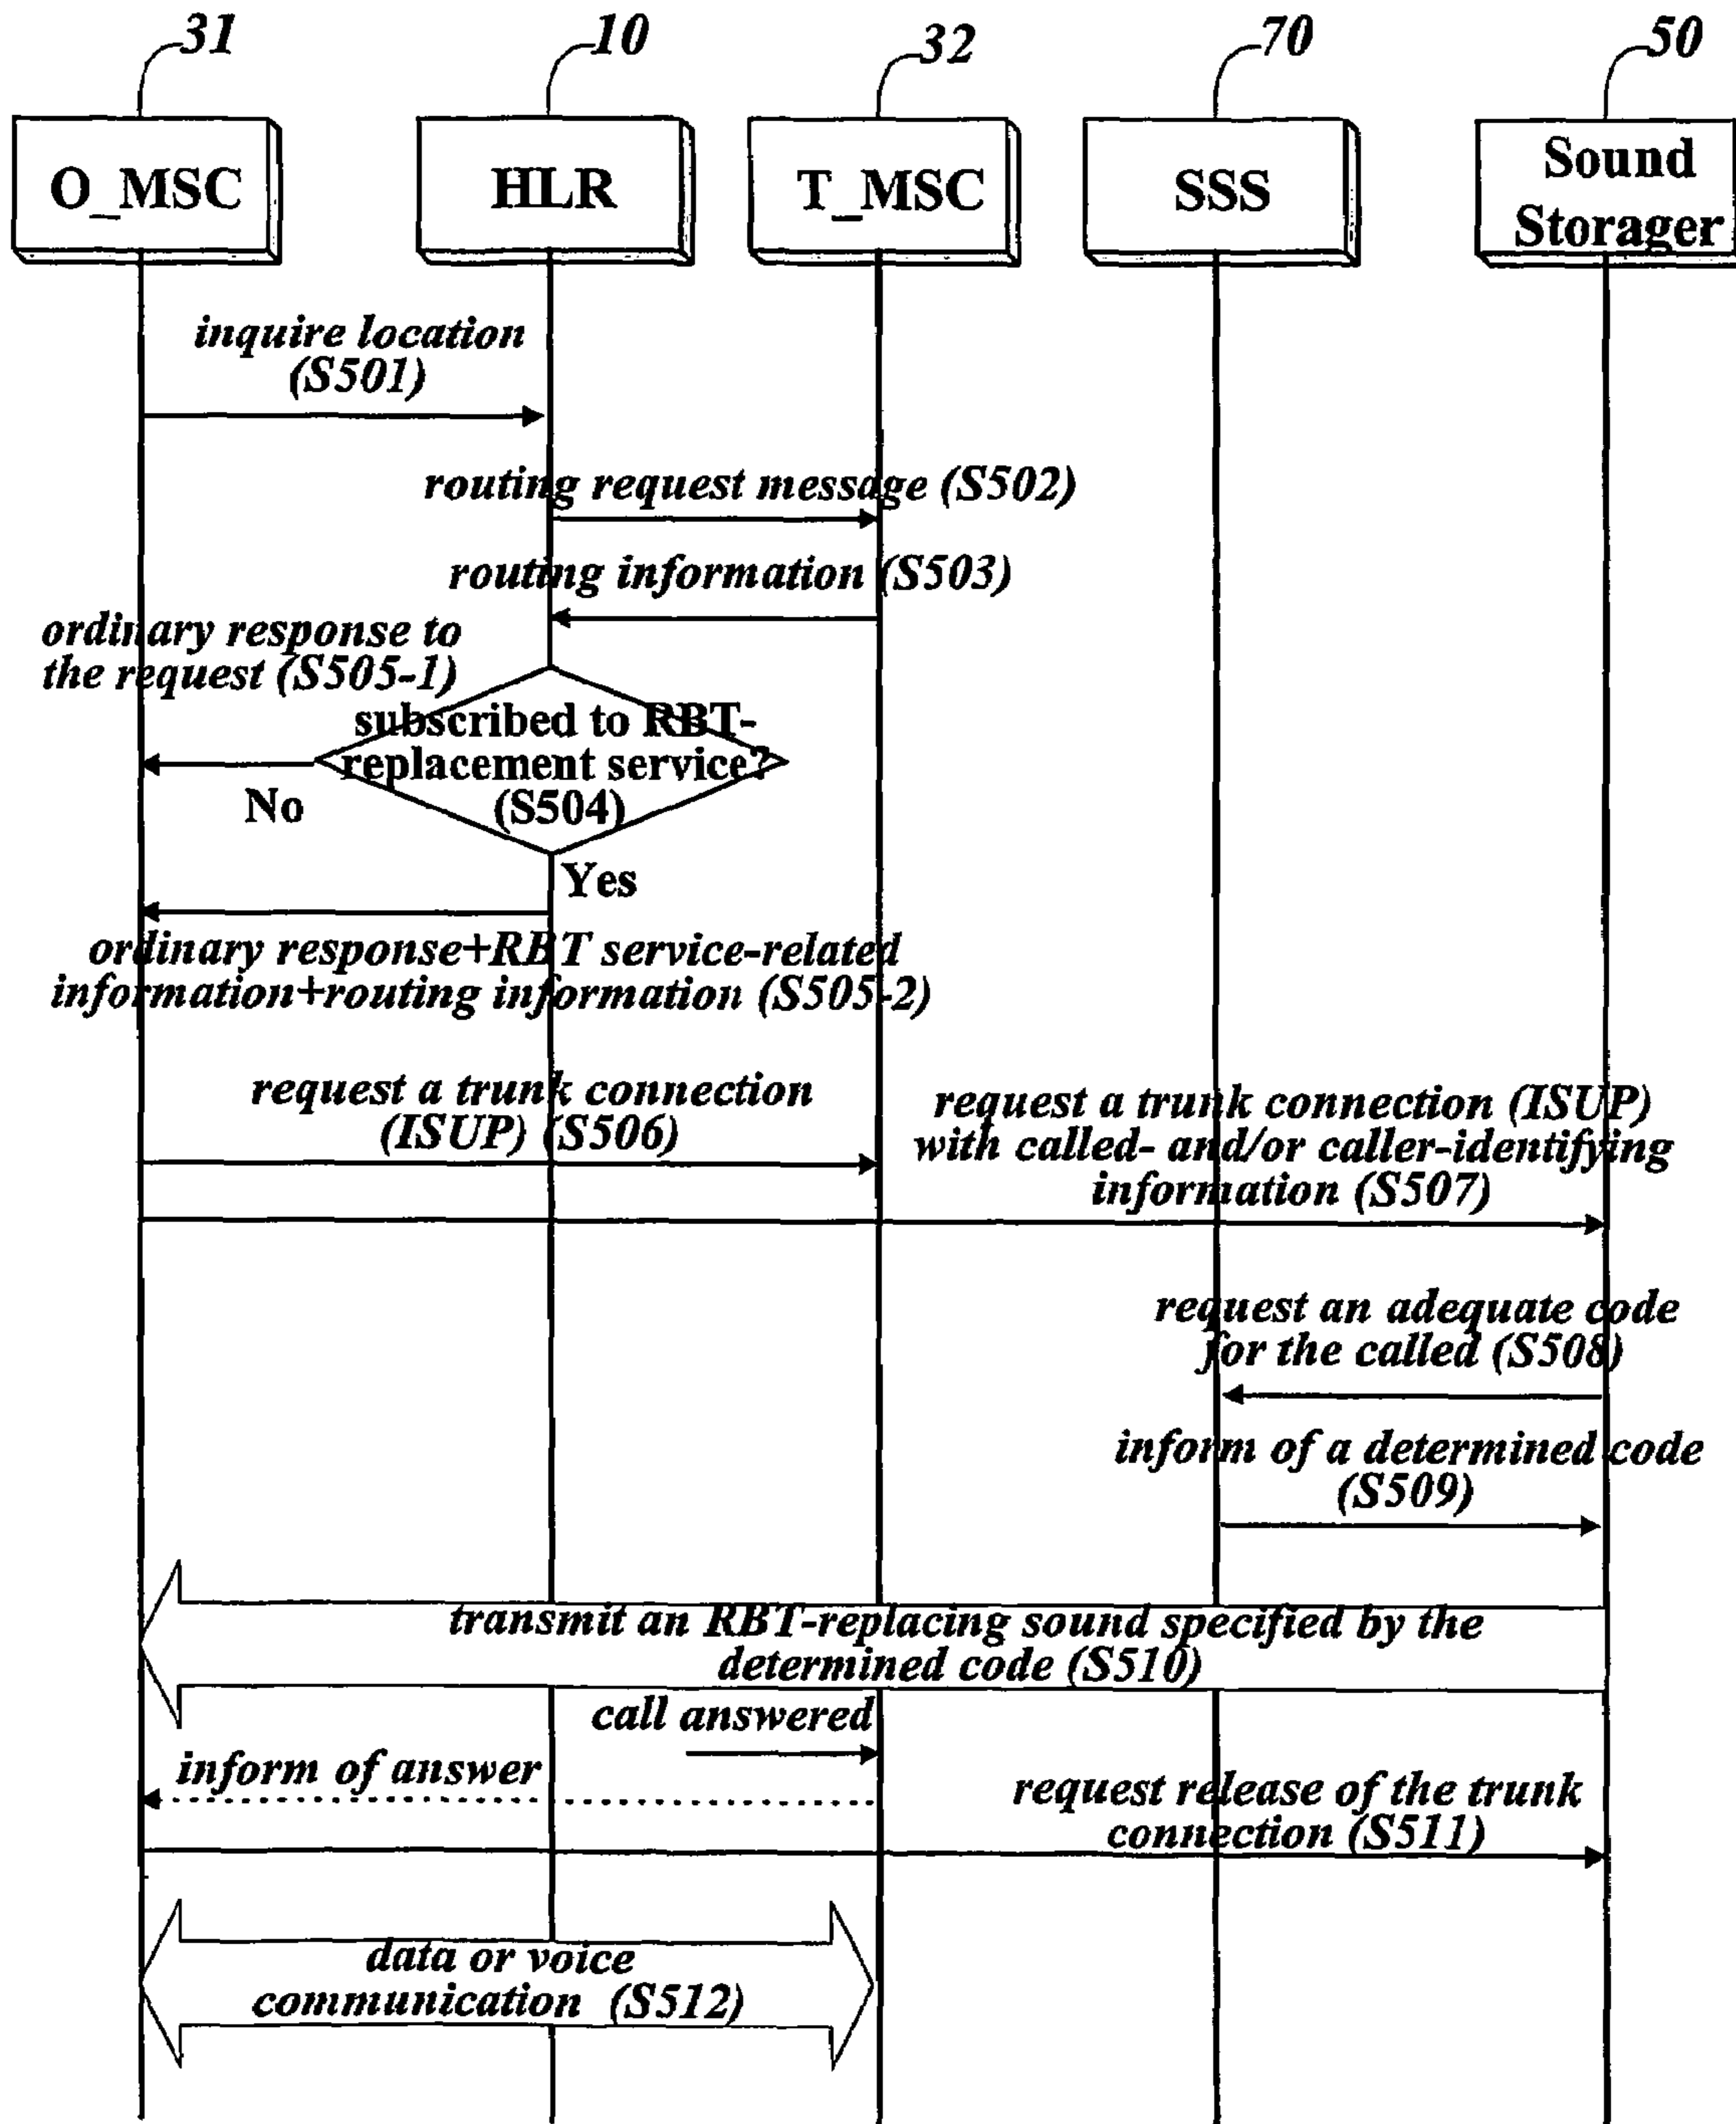 31
10
32
70
50
O_MSC
HLR
T_MSC
SSS
Sound
Storager
inquire location
(S501)
routing request message (S502)
routing information (S503)
ordinary response to
the request (S505-1)
subscribed to RBT-
replacement service?
(S504)
No
Yes
ordinary response+RBT service-related
information+routing information (S505-2)
request a trunk connection
(ISUP) (S506)
request a trunk connection (ISUP)
with called- and/or caller-identifying
information (S507)
request an adequate code
for the called (S508)
inform of a determined code
(S509)
transmit an RBT-replacing sound specified by the
determined code (S510)
call answered
inform of answer
request release of the trunk
connection (S511)
data or voice
communication (S512)